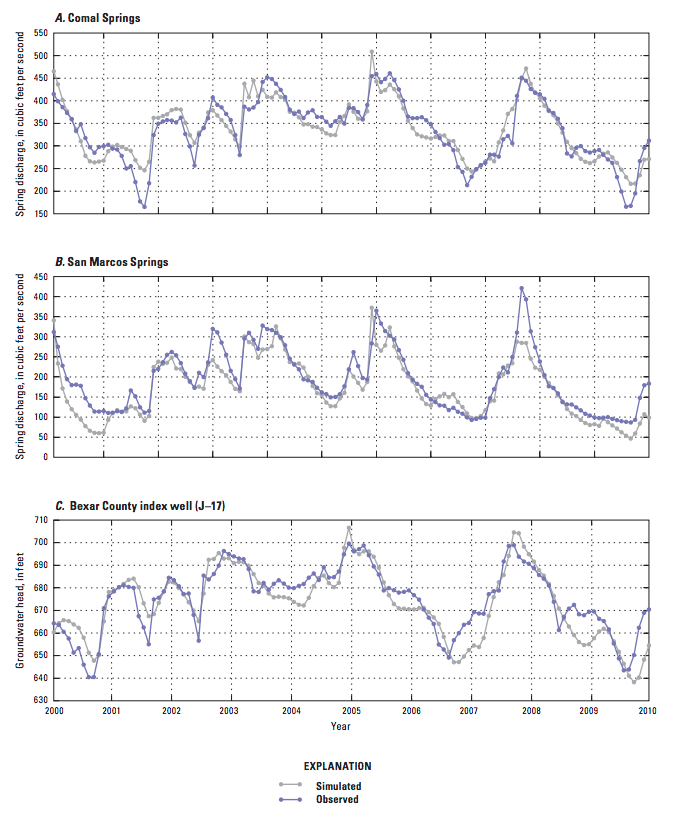 A. Comal Springs
Spring discharge, in cubic feet per second
550
500
450
400
350
300
250
200
150
B. San Marcos Springs
Spring discharge, in cubic feet per second
450
400
350
300
250
200
150
100
50
0
C. Bexar County index well (J–17)
Groundwater head, in feet
710
700
690
680
670
660
650
640
630
2000 2001 2002 2003 2004 2005 2006 2007 2008 2009 2010
Year
EXPLANATION
Simulated
Observed